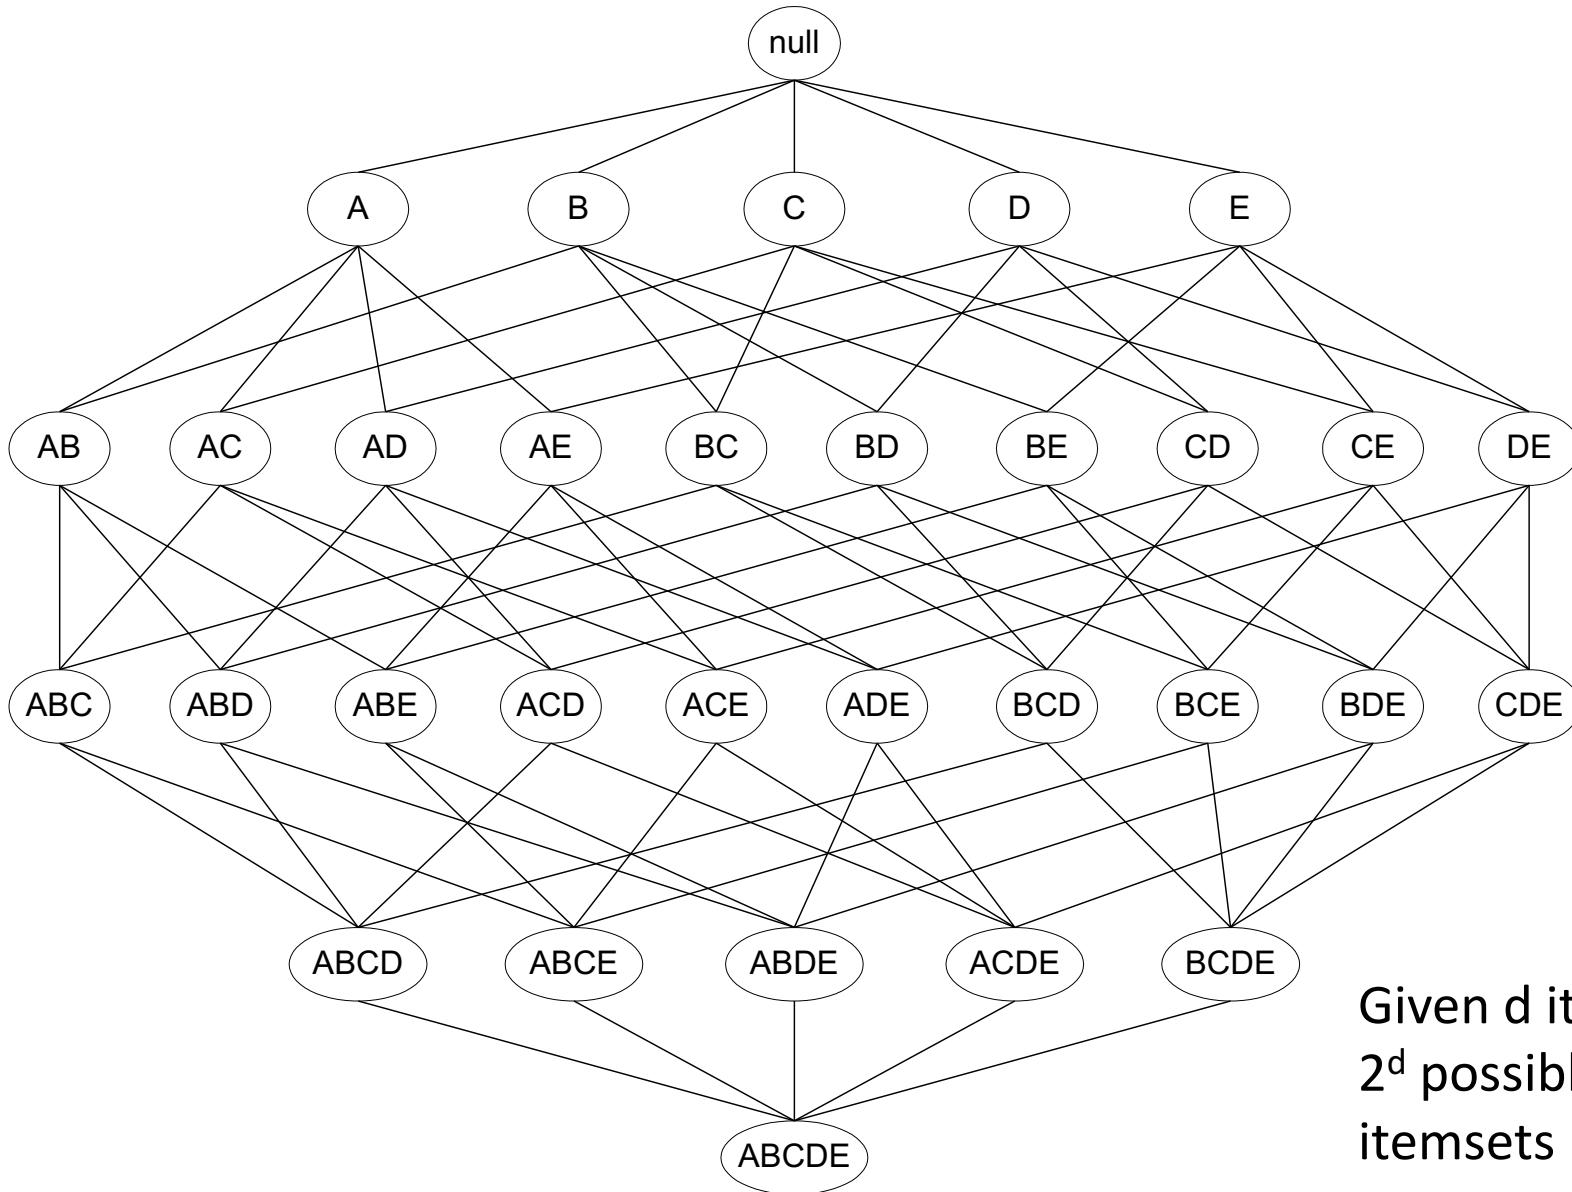 null
A B C D E
AB AC AD AE BC BD BE CD CE DE
ABC ABD ABE ACD ACE ADE BCD BCE BDE CDE
ABCD ABCE ABDE ACDE BCDE
Given d
2ᵈ
itemsets
ABCDE